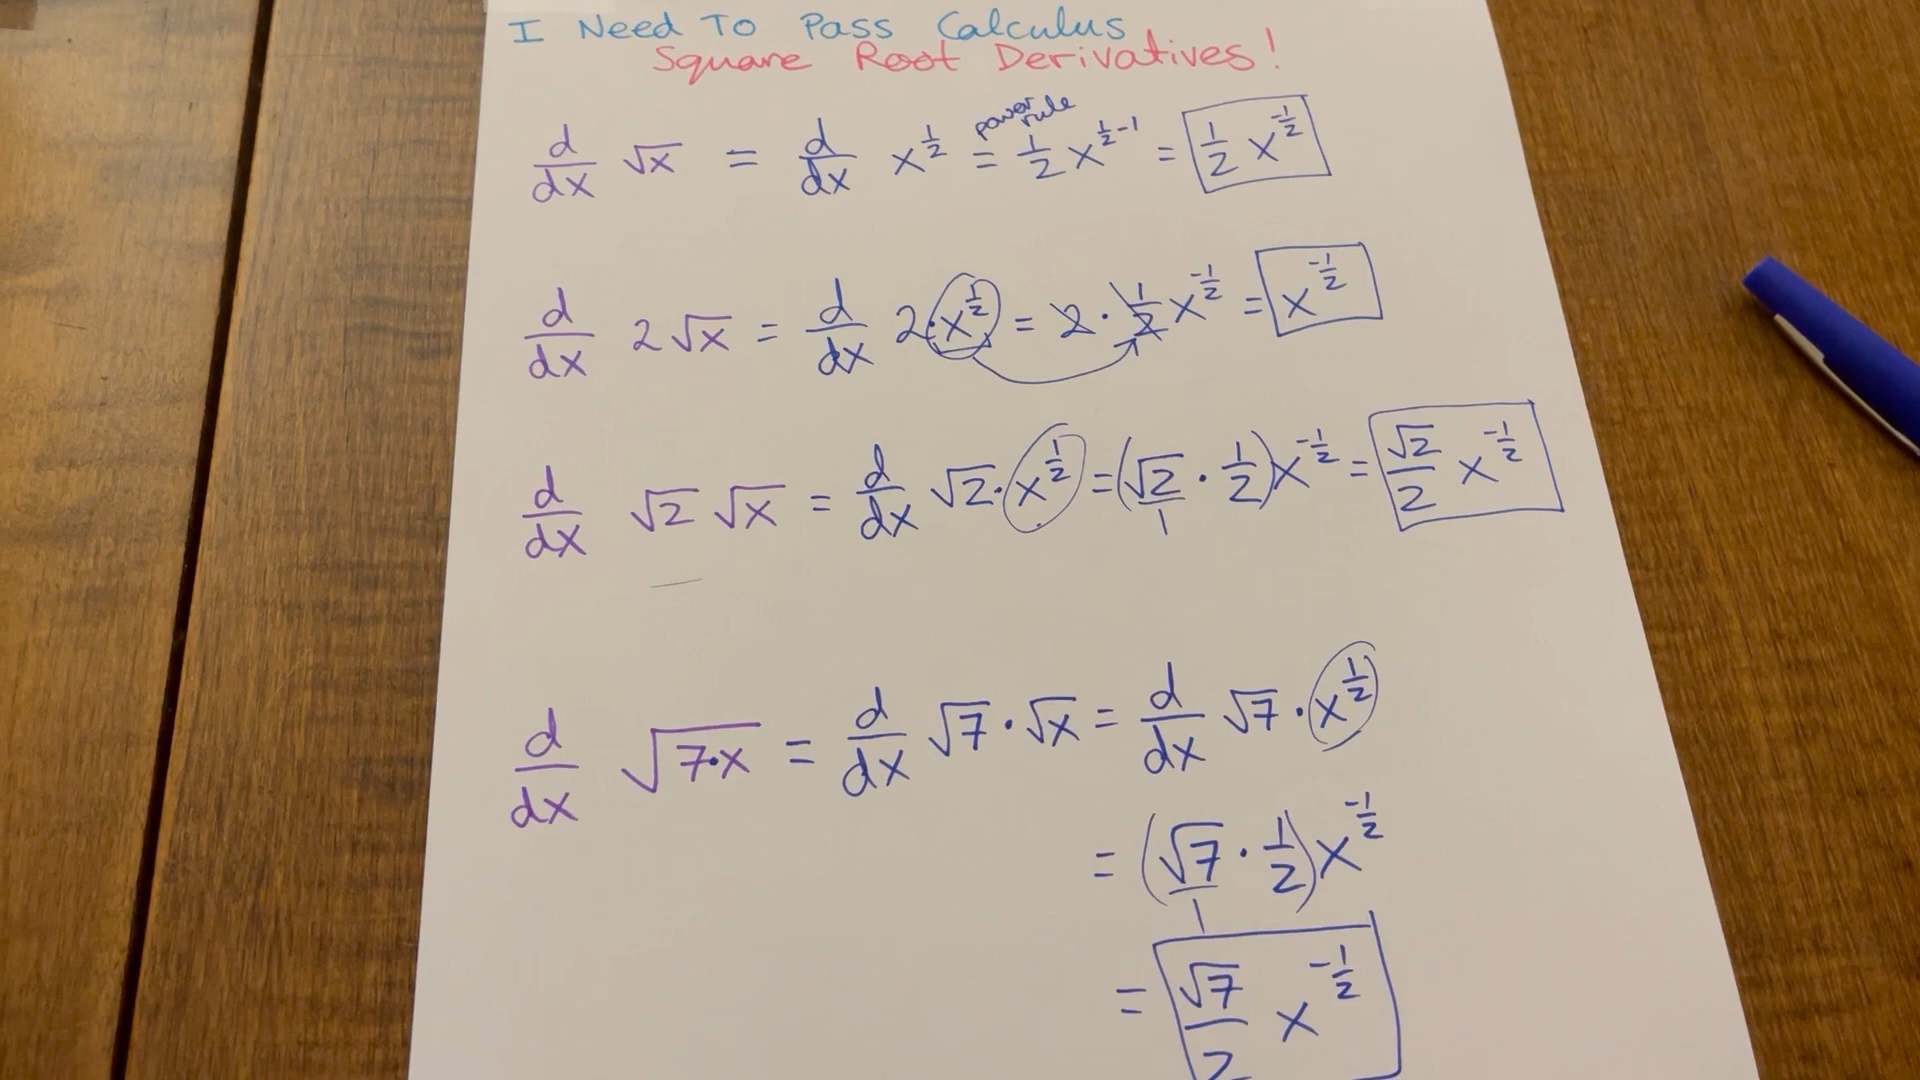 I Need To Pass Calculus
Square Root Derivatives!
power rule
d/dx √x = d/dx x^(1/2) = 1/2 x^(1/2-1) = 1/2 x^(-1/2)
d/dx 2√x = d/dx 2·x^(1/2) = 2·1/2 x^(-1/2) = x^(-1/2)
d/dx √2 √x = d/dx √2·x^(1/2) = (√2/1 · 1/2)x^(-1/2) = √2/2 x^(-1/2)
d/dx √(7·x) = d/dx √7·√x = d/dx √7·x^(1/2)
= (√7/1 · 1/2)x^(-1/2)
= √7/2 x^(-1/2)